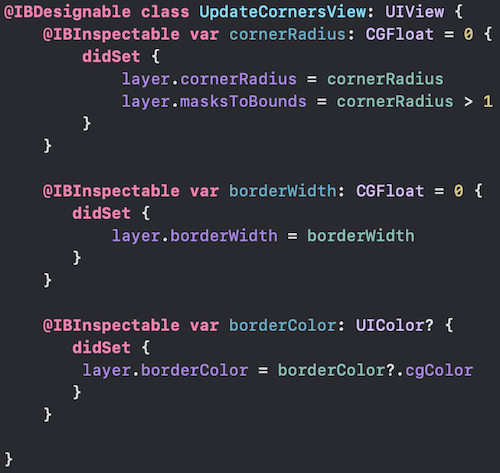 @IBDesignable class UpdateCornersView: UIView {
    @IBInspectable var cornerRadius: CGFloat = 0 {
        didSet {
            layer.cornerRadius = cornerRadius
            layer.masksToBounds = cornerRadius > 1
        }
    }

    @IBInspectable var borderWidth: CGFloat = 0 {
       didSet {
           layer.borderWidth = borderWidth
       }
    }

    @IBInspectable var borderColor: UIColor? {
       didSet {
        layer.borderColor = borderColor?.cgColor
       }
    }

}